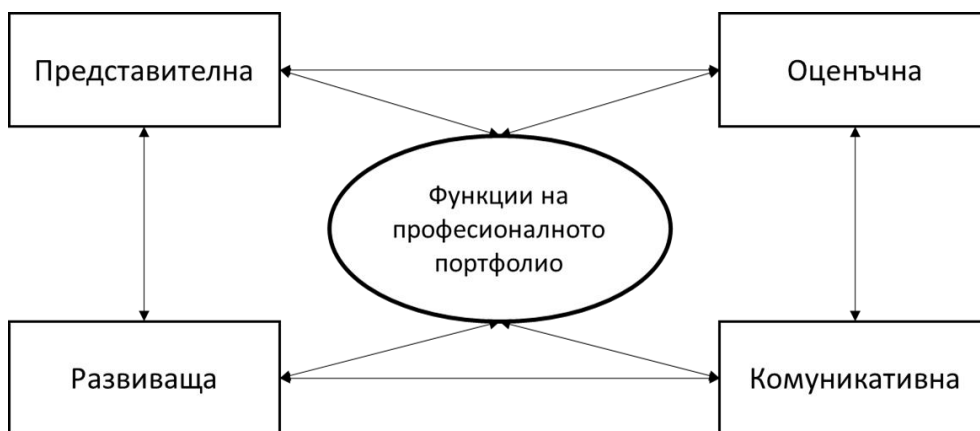 Представителна
Оценъчна
Функции на
професионалното
портфолио
Развиваща
Комуникативна